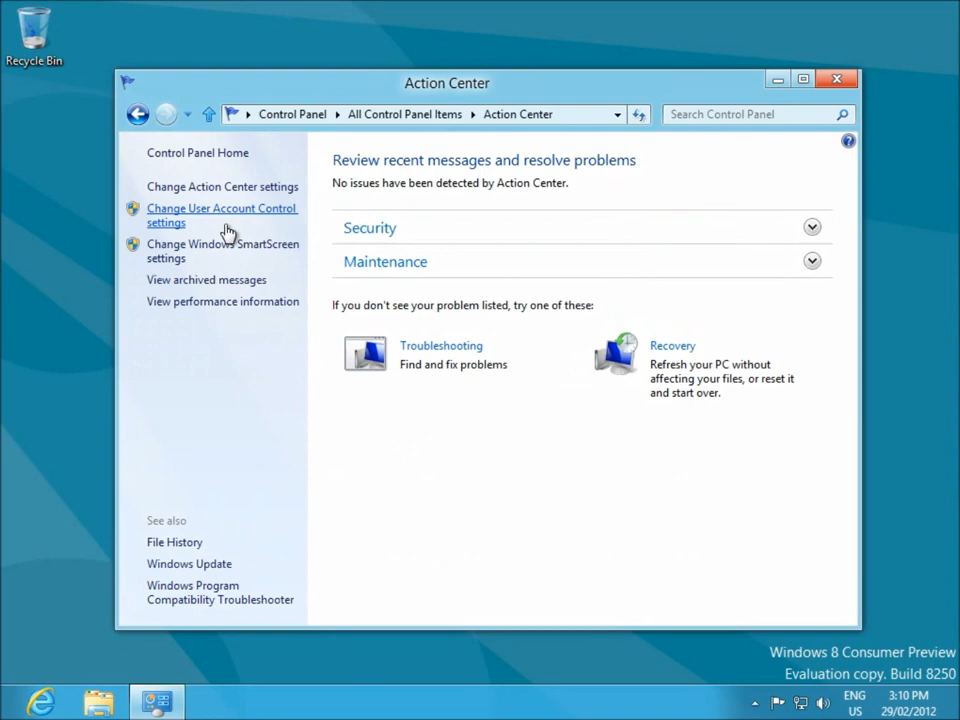 Recycle Bin
Action Center
Control Panel
All Control Panel Items
Action Center
Search Control Panel
Control Panel Home
Change Action Center settings
Change User Account Control
settings
Change Windows SmartScreen
settings
View archived messages
View performance information
See also
File History
Windows Update
Windows Program
Compatibility Troubleshooter
Review recent messages and resolve problems
No issues have been detected by Action Center.
Security
Maintenance
If you don't see your problem listed, try one of these:
Troubleshooting
Find and fix problems
Recovery
Refresh your PC without
affecting your files, or reset it
and start over.
Windows 8 Consumer Preview
Evaluation copy. Build 8250
ENG
US
3:10 PM
29/02/2012